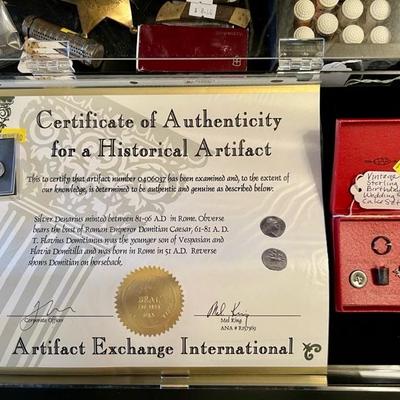 Certificate of Authenticity
for a Historical Artifact
This to certify that artifact number 0406037 has been examined and, to the extent of
our knowledge, is determined to be authentic and genuine as described below:
Silver Denarius minted between 81-96 A.D in Rome. Obverse
bears the bust of Roman Emperor Domitian Caesar, 61-81 A. D.
T. Flavius Domitianus was the younger son of Vespasian and
Flavia Domitilla and was born in Rome in 51 A.D. Reverse
shows Domitian on horseback.
SEAL
Corporate Officer
Mel King
Mel King
ANA #
Artifact Exchange International
Vintage
Sterling
Birthday
Wedding
Cake Set